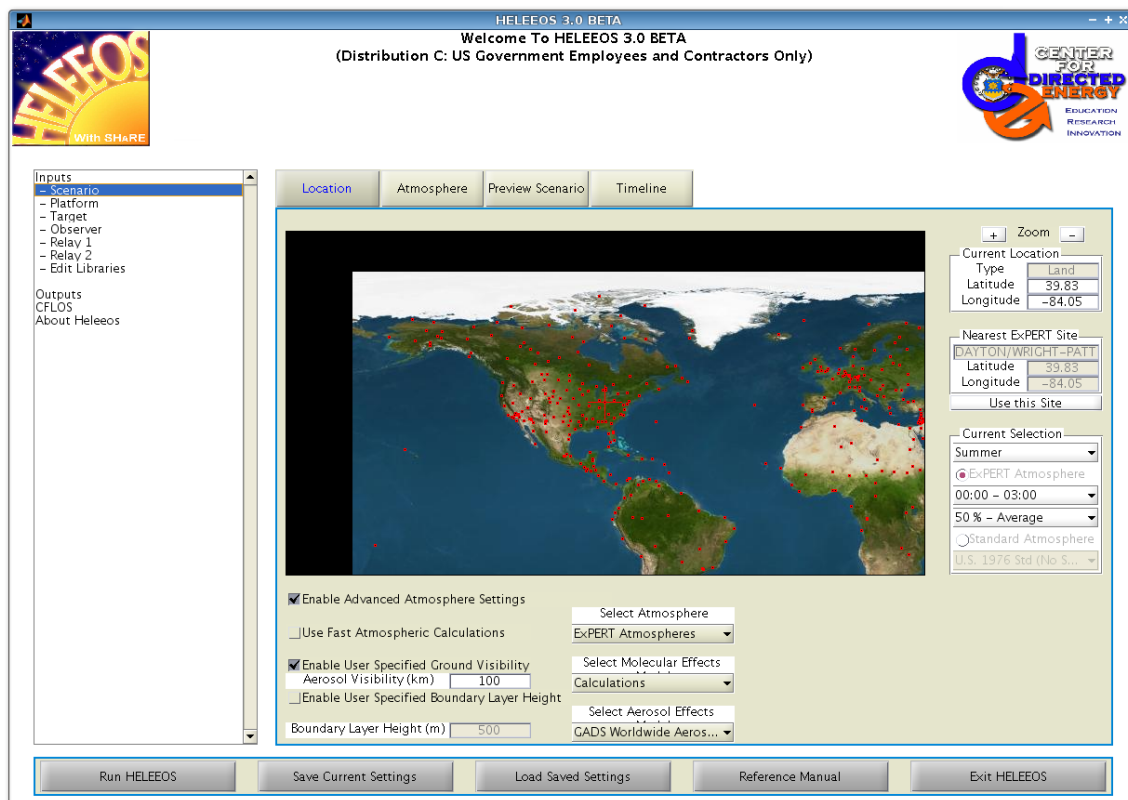 HELEEOS 3.0 BETA
Welcome To HELEEOS 3.0 BETA
(Distribution C: US Government Employees and Contractors Only)
HELEEOS
With SHaRE
CENTER
FOR
DIRECTED
ENERGY
EDUCATION
RESEARCH
INNOVATION
Inputs
- Scenario
- Platform
- Target
- Observer
- Relay 1
- Relay 2
- Edit Libraries
Outputs
CFLOS
About Heleeos
Location
Atmosphere
Preview Scenario
Timeline
+ Zoom -
Current Location
Type Land
Latitude 39.83
Longitude -84.05
Nearest ExPERT Site
DAYTON/WRIGHT-PATT
Latitude 39.83
Longitude -84.05
Use this Site
Current Selection
Summer
ExPERT Atmosphere
00:00 - 03:00
50 % - Average
Standard Atmosphere
U.S. 1976 Std (No S...
Enable Advanced Atmosphere Settings
Use Fast Atmospheric Calculations
Enable User Specified Ground Visibility
Aerosol Visibility (km) 100
Enable User Specified Boundary Layer Height
Boundary Layer Height (m) 500
Select Atmosphere
ExPERT Atmospheres
Select Molecular Effects
Calculations
Select Aerosol Effects
GADS Worldwide Aeros...
Run HELEEOS
Save Current Settings
Load Saved Settings
Reference Manual
Exit HELEEOS